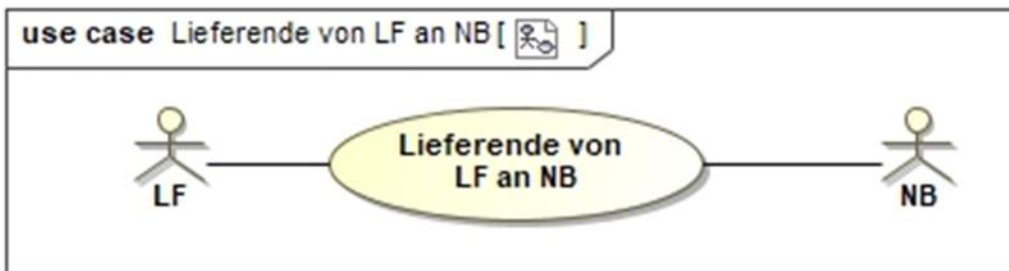 use case Lieferende von LF an NB [ ]
Lieferende von
LF an NB
LF
NB